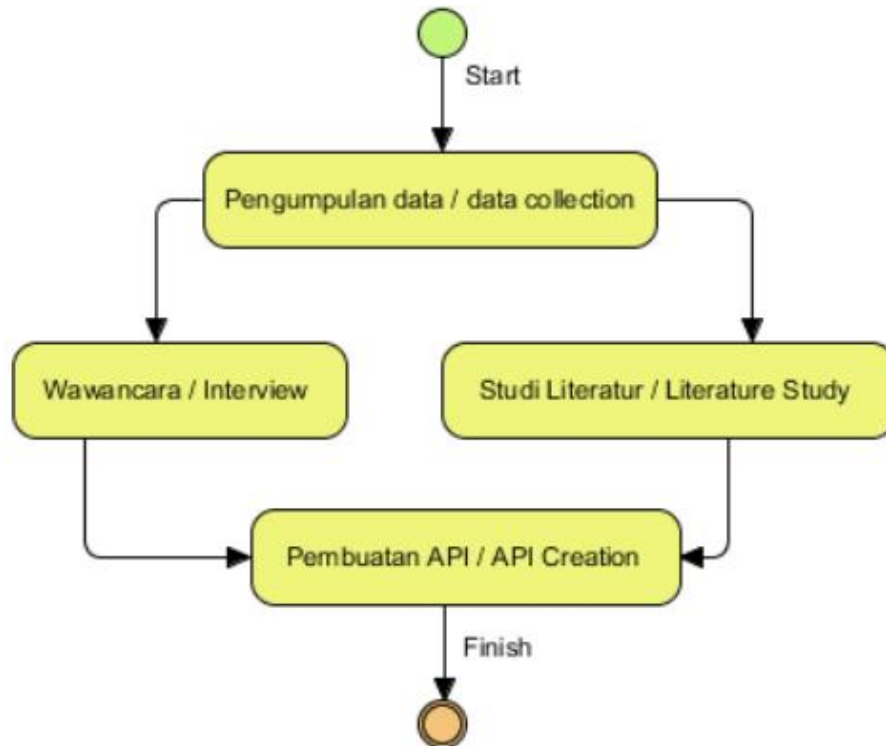 Start
Pengumpulan data / data collection
Wawancara / Interview
Studi Literatur / Literature Study
Pembuatan API / API Creation
Finish